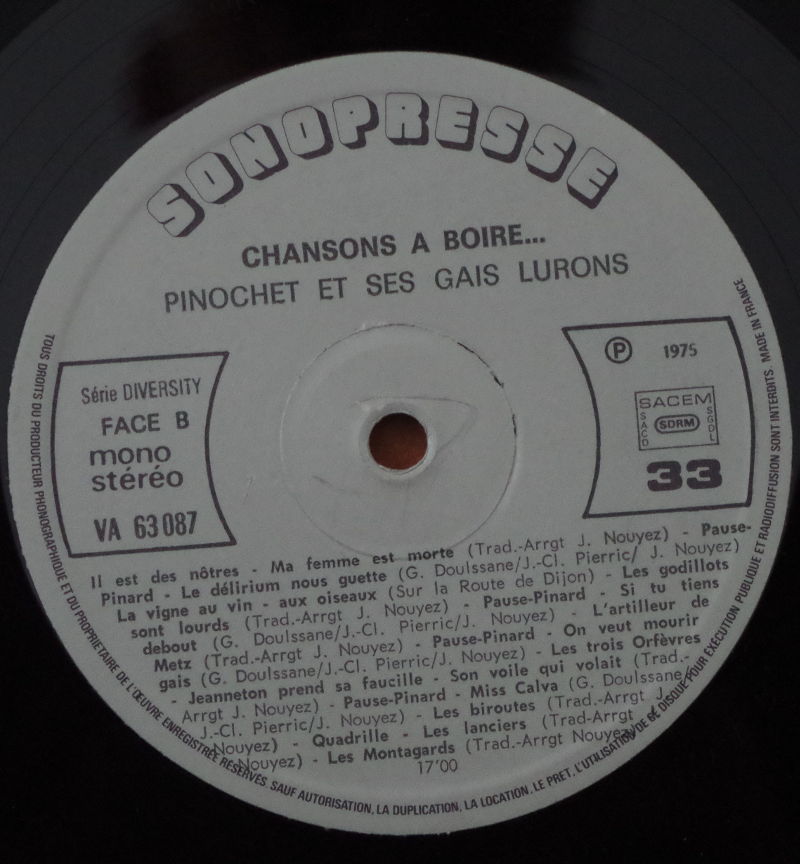 SONOPRESSE
CHANSONS A BOIRE...
PINOCHET ET SES GAIS LURONS
Série DIVERSITY
FACE B
mono
stéréo
VA 63 087
P 1975
SACEM
SACD
SDRM
SGDL
33
Il est des nôtres - Ma femme est morte (Trad.-Arrgt J. Nouyez) - Pause-
Pinard - Le délirium nous guette (G. Doulssane/J.-Cl. Pierric/ J. Nouyez)
La vigne au vin - aux oiseaux (Sur la Route de Dijon) - Les godillots
sont lourds (Trad.-Arrgt J. Nouyez) - Pause-Pinard - Si tu tiens
debout (G. Doulssane/J.-Cl. Pierric/J. Nouyez) - L'artilleur de
Metz (Trad.-Arrgt J. Nouyez) - Pause-Pinard - On veut mourir
gais (G. Doulssane/J.-Cl. Pierric/J. Nouyez) - Les trois Orfèvres
- Jeanneton prend sa faucille - Son voile qui volait (Trad.-
Arrgt J. Nouyez) - Pause-Pinard - Miss Calva (G. Doulssane/
J.-Cl. Pierric/J. Nouyez) - Les biroutes (Trad.-Arrgt J.
Nouyez) - Quadrille - Les lanciers (Trad-Arrgt J.
Nouyez) - Les Montagards (Trad.-Arrgt Nouyez)
17'00
TOUS DROITS DU PRODUCTEUR PHONOGRAPHIQUE ET DU PROPRIETAIRE DE L'ŒUVRE ENREGISTREE RESERVES. SAUF AUTORISATION, LA DUPLICATION, LA LOCATION, LE PRET, L'UTILISATION DE CE DISQUE POUR EXECUTION PUBLIQUE ET RADIODIFFUSION SONT INTERDITS. MADE IN FRANCE